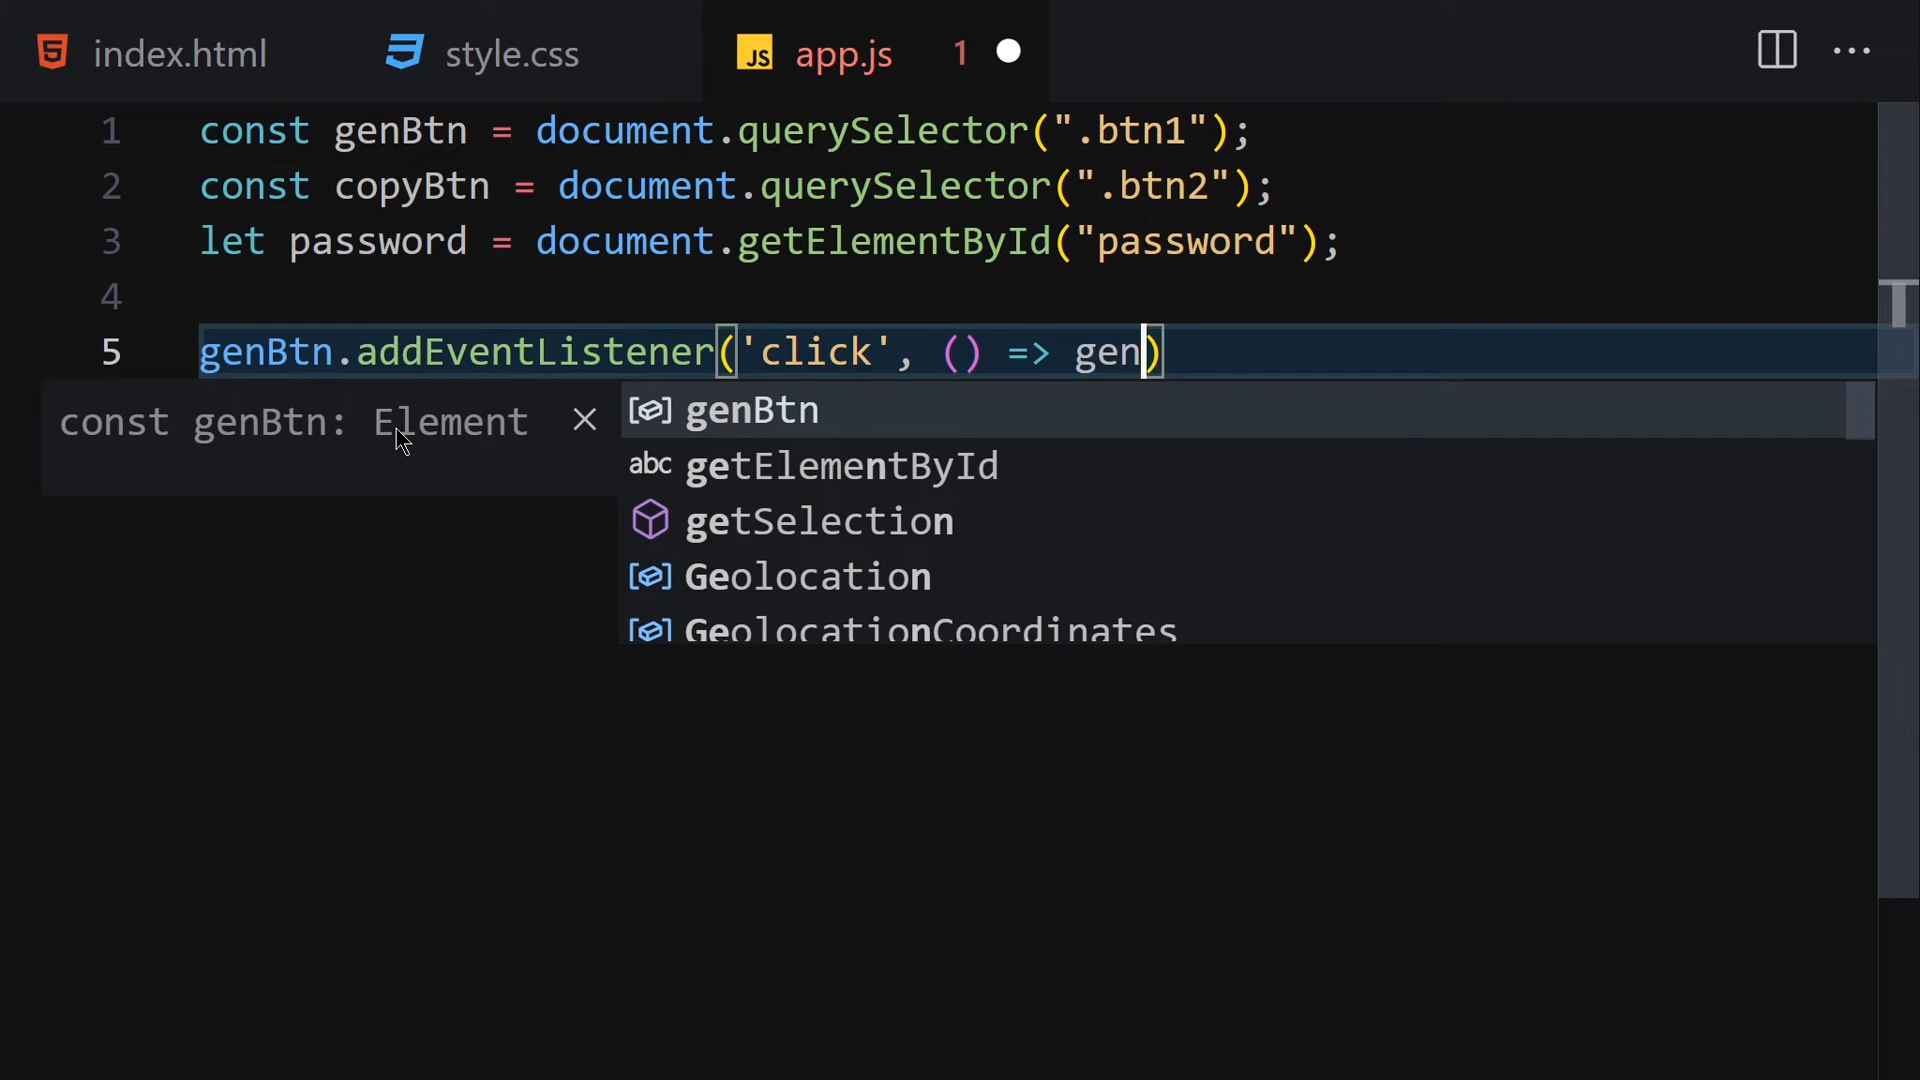 index.html style.css JS app.js 1
1 const genBtn = document.querySelector(".btn1");
2 const copyBtn = document.querySelector(".btn2");
3 let password = document.getElementById("password");
4
5 genBtn.addEventListener('click', () => gen)
const genBtn: Element
genBtn
abc getElementById
getSelection
Geolocation
GeolocationCoordinates